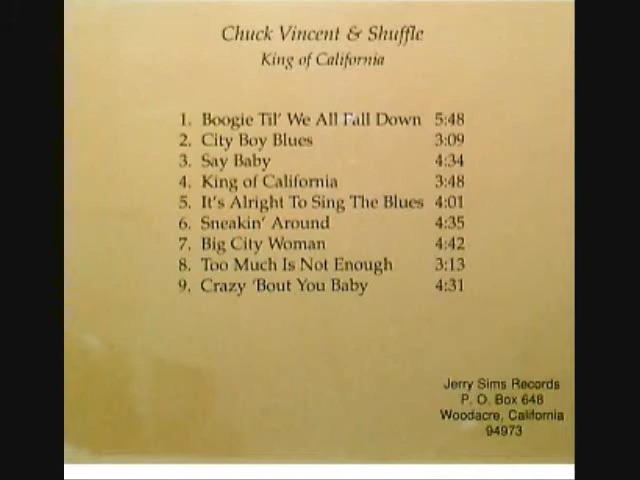 Chuck Vincent & Shuffle
King of California
1. Boogie Til' We All Fall Down 5:48
2. City Boy Blues 3:09
3. Say Baby 4:34
4. King of California 3:48
5. It's Alright To Sing The Blues 4:01
6. Sneakin' Around 4:35
7. Big City Woman 4:42
8. Too Much Is Not Enough 3:13
9. Crazy 'Bout You Baby 4:31
Jerry Sims Records
P. O. Box 648
Woodacre, California
94973